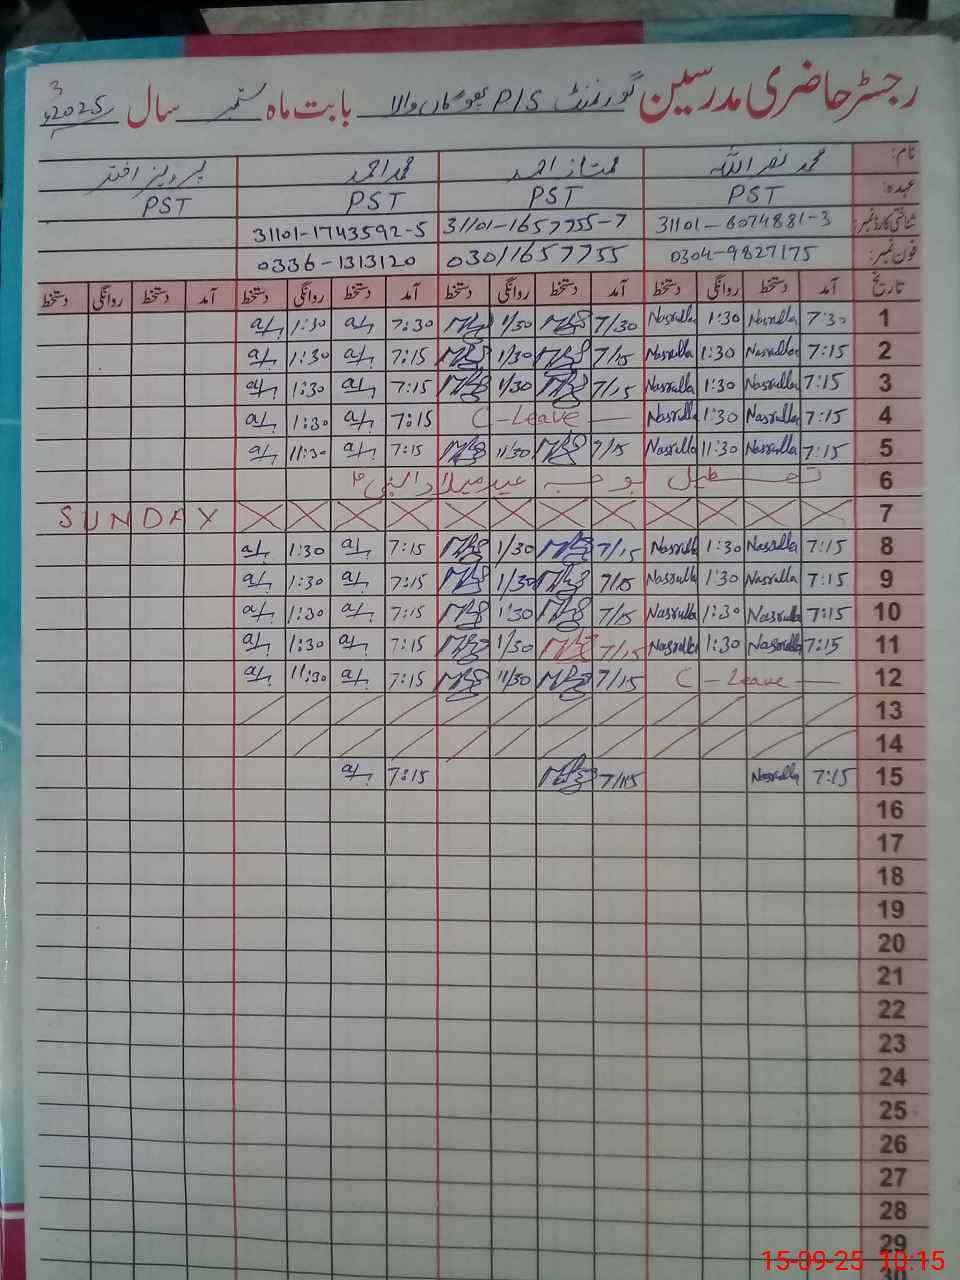 رجسٹر حاضری مدرسین گورنمنٹ P/S والا بابت ماہ ستمبر سال 2025ء
3
نام: محمد نصر اللہ ممتاز احمد محمد احمد پرویز اختر
عہدہ: PST PST PST PST
شناختی کارڈ نمبر: 31101-6074881-3 31101-1657755-7 31101-1743592-5
فون نمبر: 0304-9827175 03011657755 0336-1313120
تاریخ آمد دستخط روانگی دستخط آمد دستخط روانگی دستخط آمد دستخط روانگی دستخط آمد دستخط روانگی دستخط
1 7:30 Nasrulla 1:30 Nasrulla 7/30 1/30 7:30 1:30
2 7:15 Nasrulla 1:30 Nasrulla 7/15 1/30 7:15 1:30
3 7:15 Nasrulla 1:30 Nasrulla 7/15 1/30 7:15 1:30
4 7:15 Nasrulla 1:30 Nasrulla C-Leave 7:15 1:30
5 7:15 Nasrulla 11:30 Nasrulla 7/15 11/30 7:15 11:30
6 تعطیل بوجہ عید میلاد النبیؐ
7 SUNDAY
8 7:15 Nasrulla 1:30 Nasrulla 7/15 1/30 7:15 1:30
9 7:15 Nasrulla 1:30 Nasrulla 7/15 1/30 7:15 1:30
10 7:15 Nasrulla 1:30 Nasrulla 7/15 1/30 7:15 1:30
11 7:15 Nasrulla 1:30 Nasrulla 7/15 1/30 7:15 1:30
12 C-Leave 7/15 11/30 7:15 11:30
13
14
15 7:15 Nasrulla 7/15 7:15
16
17
18
19
20
21
22
23
24
25
26
27
28
29
30
15-09-25 10:15